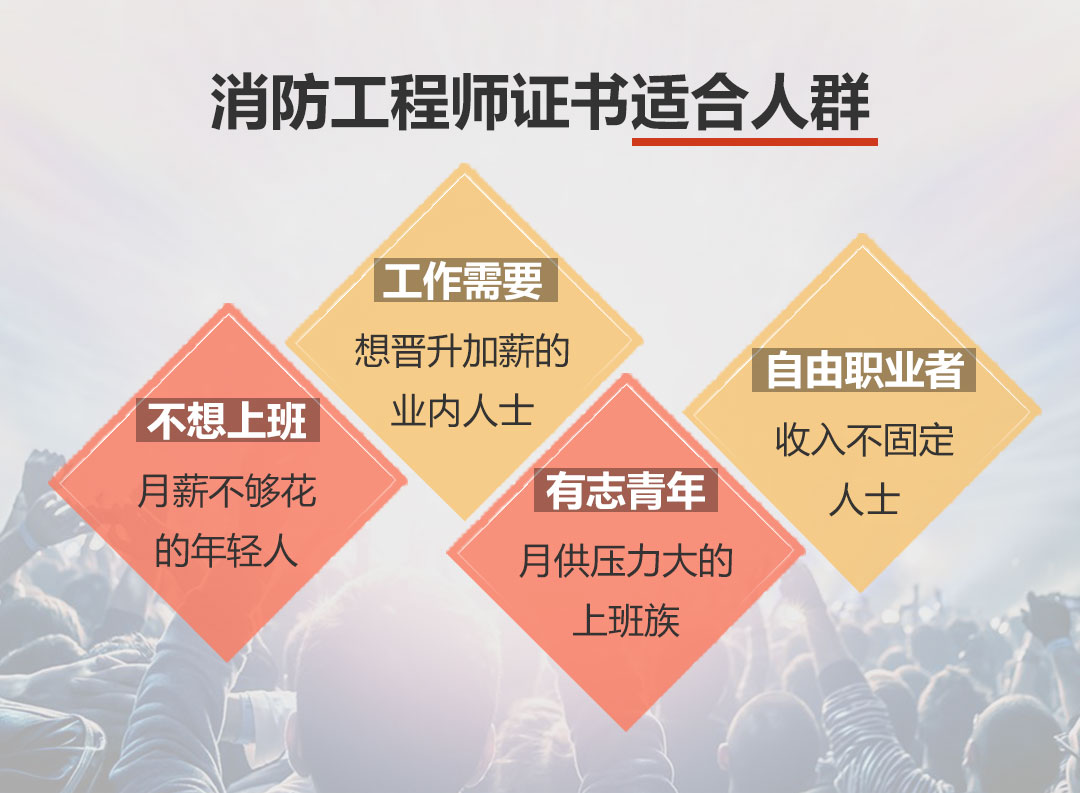 消防工程师证书适合人群
不想上班
月薪不够花
的年轻人
工作需要
想晋升加薪的
业内人士
有志青年
月供压力大的
上班族
自由职业者
收入不固定
人士